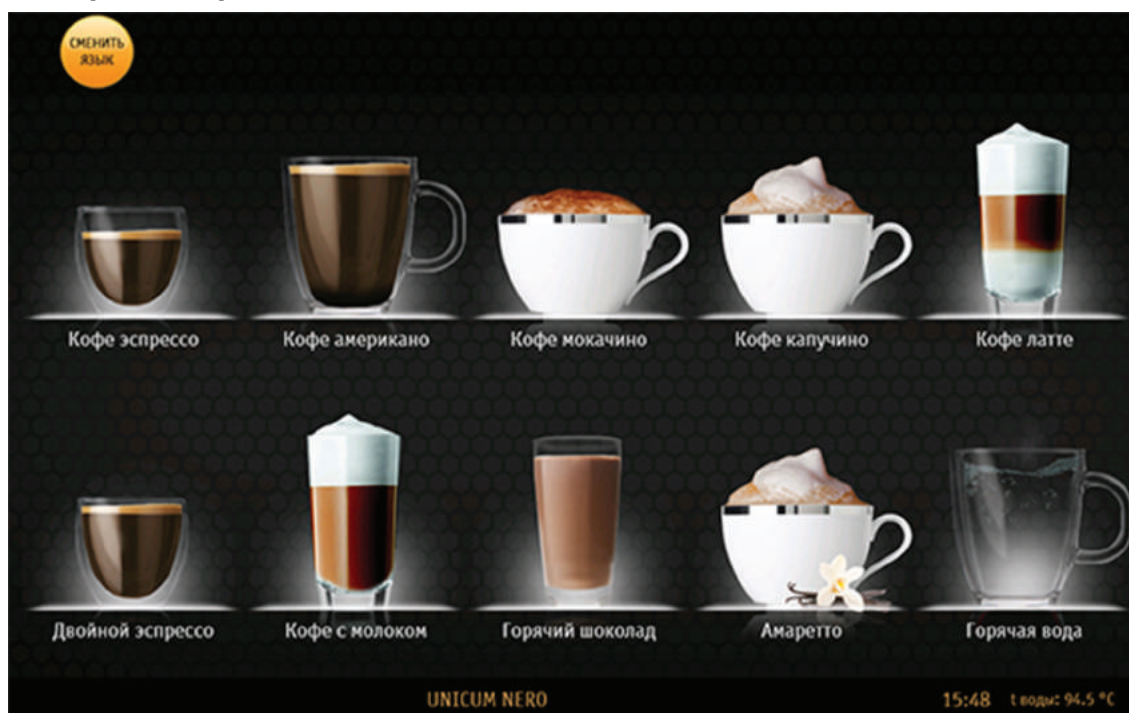 СМЕНИТЬ
ЯЗЫК
Кофе эспрессо
Кофе американо
Кофе мокачино
Кофе капучино
Кофе латте
Двойной эспрессо
Кофе с молоком
Горячий шоколад
Амаретто
Горячая вода
UNICUM NERO
15:48 t воды: 94.5 °C